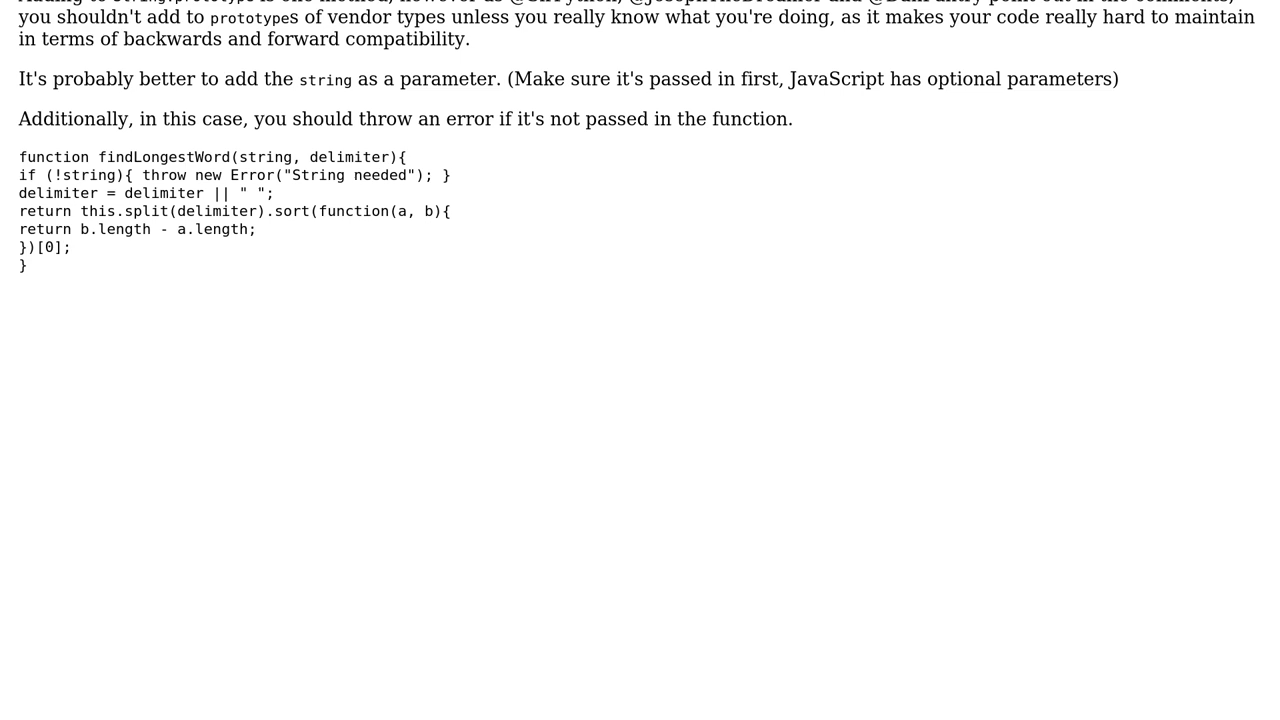 you shouldn't add to prototypes of vendor types unless you really know what you're doing, as it makes your code really hard to maintain
in terms of backwards and forward compatibility.
It's probably better to add the string as a parameter. (Make sure it's passed in first, JavaScript has optional parameters)
Additionally, in this case, you should throw an error if it's not passed in the function.
function findLongestWord(string, delimiter){
if (!string){ throw new Error("String needed"); }
delimiter = delimiter || " ";
return this.split(delimiter).sort(function(a, b){
return b.length - a.length;
})[0];
}